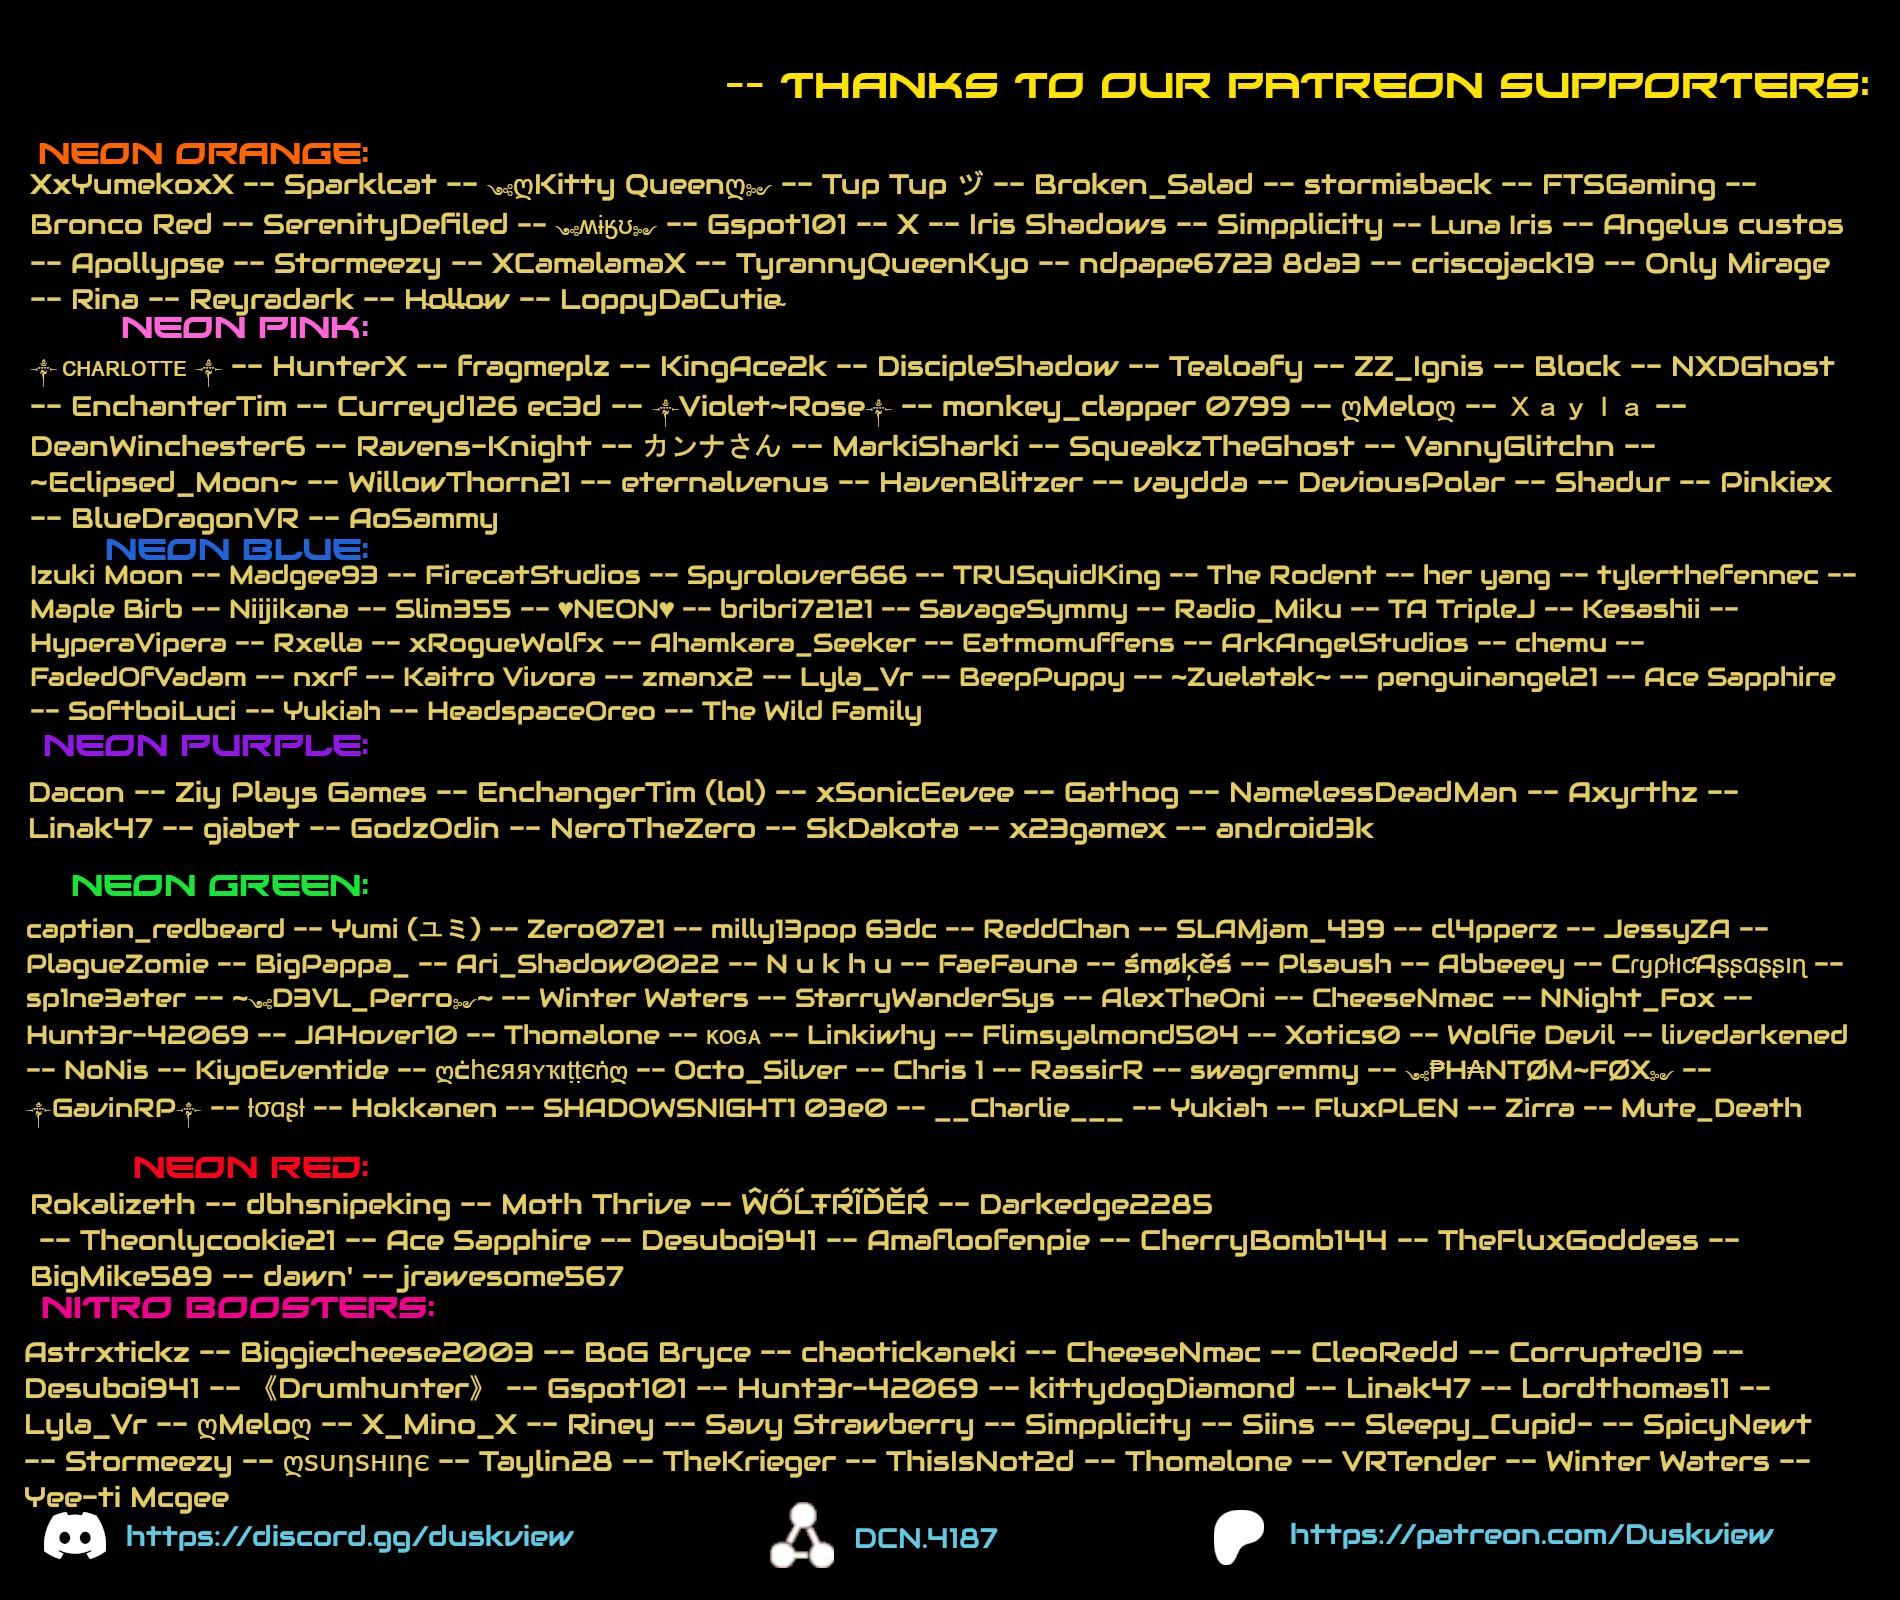 -- THANKS TO OUR PATREON SUPPORTERS:
NEON ORANGE:
XxYumekoxX -- Sparklcat -- ༺ღKitty Queenღ༻ -- Tup Tup ヅ -- Broken_Salad -- stormisback -- FTSGaming --
Bronco Red -- SerenityDefiled -- ༺ʍɨӄʊ༻ -- Gspot101 -- X -- Iris Shadows -- Simpplicity -- Luna Iris -- Angelus custos
-- Apollypse -- Stormeezy -- XCamalamaX -- TyrannyQueenKyo -- ndpape6723 8da3 -- criscojack19 -- Only Mirage
-- Rina -- Reyradark -- H̴o̴l̴l̴o̴w̴ -- LoppyDaCutie̴
NEON PINK:
⸸ ᴄʜᴀʀʟᴏᴛᴛᴇ ⸸ -- HunterX -- fragmeplz -- KingAce2k -- DiscipleShadow -- Tealoafy -- ZZ_Ignis -- Block -- NXDGhost
-- EnchanterTim -- Curreyd126 ec3d -- ⸸Violet~Rose⸸ -- monkey_clapper 0799 -- ღMeloღ -- Ｘａｙｌａ --
DeanWinchester6 -- Ravens-Knight -- カンナさん -- MarkiSharki -- SqueakzTheGhost -- VannyGlitchn --
~Eclipsed_Moon~ -- WillowThorn21 -- eternalvenus -- HavenBlitzer -- vaydda -- DeviousPolar -- Shadur -- Pinkiex
-- BlueDragonVR -- AoSammy
NEON BLUE:
Izuki Moon -- Madgee93 -- FirecatStudios -- Spyrolover666 -- TRUSquidKing -- The Rodent -- her yang -- tylerthefennec --
Maple Birb -- Niijikana -- Slim355 -- ♥NEON♥ -- bribri72121 -- SavageSymmy -- Radio_Miku -- TA TripleJ -- Kesashii --
HyperaVipera -- Rxella -- xRogueWolfx -- Ahamkara_Seeker -- Eatmomuffens -- ArkAngelStudios -- chemu --
FadedOfVadam -- nxrf -- Kaitro Vivora -- zmanx2 -- Lyla_Vr -- BeepPuppy -- ~Zuelatak~ -- penguinangel21 -- Ace Sapphire
-- SoftboiLuci -- Yukiah -- HeadspaceOreo -- The Wild Family
NEON PURPLE:
Dacon -- Ziy Plays Games -- EnchangerTim (lol) -- xSonicEevee -- Gathog -- NamelessDeadMan -- Axyrthz --
Linak47 -- giabet -- GodzOdin -- NeroTheZero -- SkDakota -- x23gamex -- android3k
NEON GREEN:
captian_redbeard -- Yumi (ユミ) -- Zero0721 -- milly13pop 63dc -- ReddChan -- SLAMjam_439 -- cl4pperz -- JessyZA --
PlagueZomie -- BigPappa_ -- Ari_Shadow0022 -- N u k h u -- FaeFauna -- śmøķěś -- Plsaush -- Abbeeey -- CɾყρƚιƈAʂʂαʂʂιɳ --
sp1ne3ater -- ~༺D3VL_Perro༻~ -- Winter Waters -- StarryWanderSys -- AlexTheOni -- CheeseNmac -- NNight_Fox --
Hunt3r-42069 -- JAHover10 -- Thomalone -- ᴋᴏɢᴀ -- Linkiwhy -- Flimsyalmond504 -- Xotics0 -- Wolfie Devil -- livedarkened
-- NoNis -- KiyoEventide -- ღċһєяяʏҡıţţєṅღ -- Octo_Silver -- Chris 1 -- RassirR -- swagremmy -- ༺₱H₳NTØM~FØX༻ --
⸸GavinRP⸸ -- ƚσαʂƚ -- Hokkanen -- SHADOWSNIGHT1 03e0 -- __Charlie___ -- Yukiah -- FluxPLEN -- Zirra -- Mute_Death
NEON RED:
Rokalizeth -- dbhsnipeking -- Moth Thrive -- ŴŐĹŦŔĨĎĔŔ -- Darkedge2285
-- Theonlycookie21 -- Ace Sapphire -- Desuboi941 -- Amafloofenpie -- CherryBomb144 -- TheFluxGoddess --
BigMike589 -- dawn' -- jrawesome567
NITRO BOOSTERS:
Astrxtickz -- Biggiecheese2003 -- BoG Bryce -- chaotickaneki -- CheeseNmac -- CleoRedd -- Corrupted19 --
Desuboi941 -- 《Drumhunter》 -- Gspot101 -- Hunt3r-42069 -- kittydogDiamond -- Linak47 -- Lordthomas11 --
Lyla_Vr -- ღMeloღ -- X_Mino_X -- Riney -- Savy Strawberry -- Simpplicity -- Siins -- Sleepy_Cupid- -- SpicyNewt
-- Stormeezy -- ღsuηsнıηє -- Taylin28 -- TheKrieger -- ThisIsNot2d -- Thomalone -- VRTender -- Winter Waters --
Yee-ti Mcgee
https://discord.gg/duskview
DCN.4187
https://patreon.com/Duskview